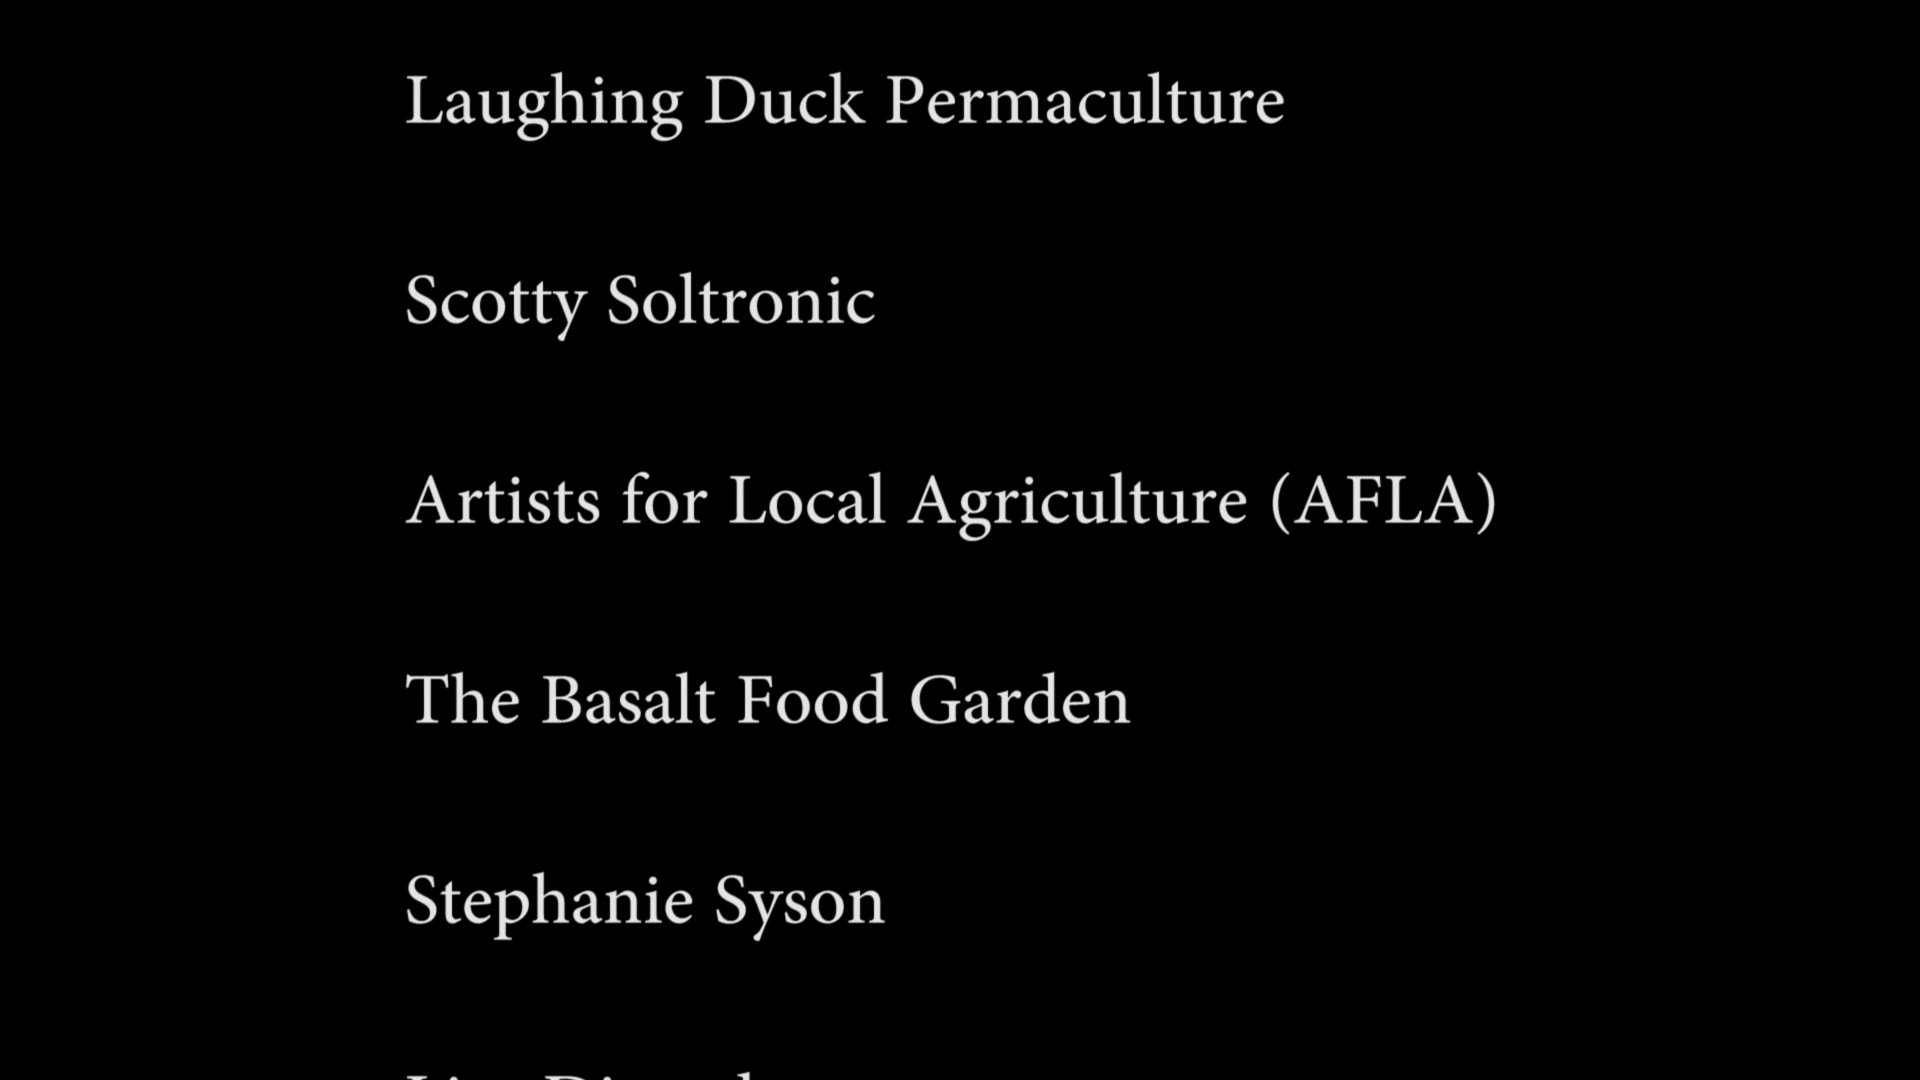 Laughing Duck Permaculture
Scotty Soltronic
Artists for Local Agriculture (AFLA)
The Basalt Food Garden
Stephanie Syson